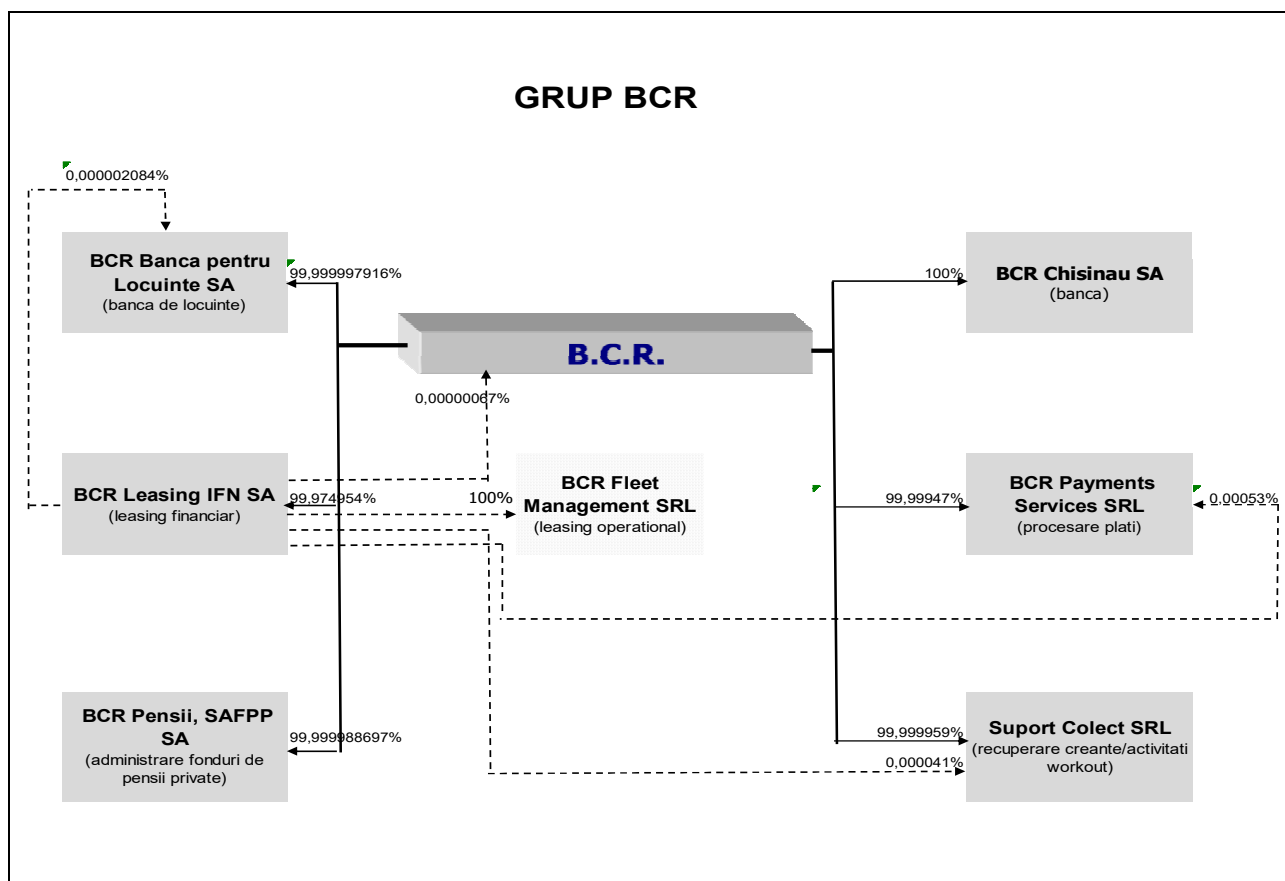 GRUP BCR
0,000002084%
BCR Banca pentru
Locuinte SA
(banca de locuinte)
99,999997916%
100%
BCR Chisinau SA
(banca)
B.C.R.
0,00000067%
BCR Leasing IFN SA
(leasing financiar)
99,974954%
100%
BCR Fleet
Management SRL
(leasing operational)
99,99947%
BCR Payments
Services SRL
(procesare plati)
0,00053%
BCR Pensii, SAFPP
SA
(administrare fonduri de
pensii private)
99,999988697%
99,999959%
0,000041%
Suport Colect SRL
(recuperare creante/activitati
workout)